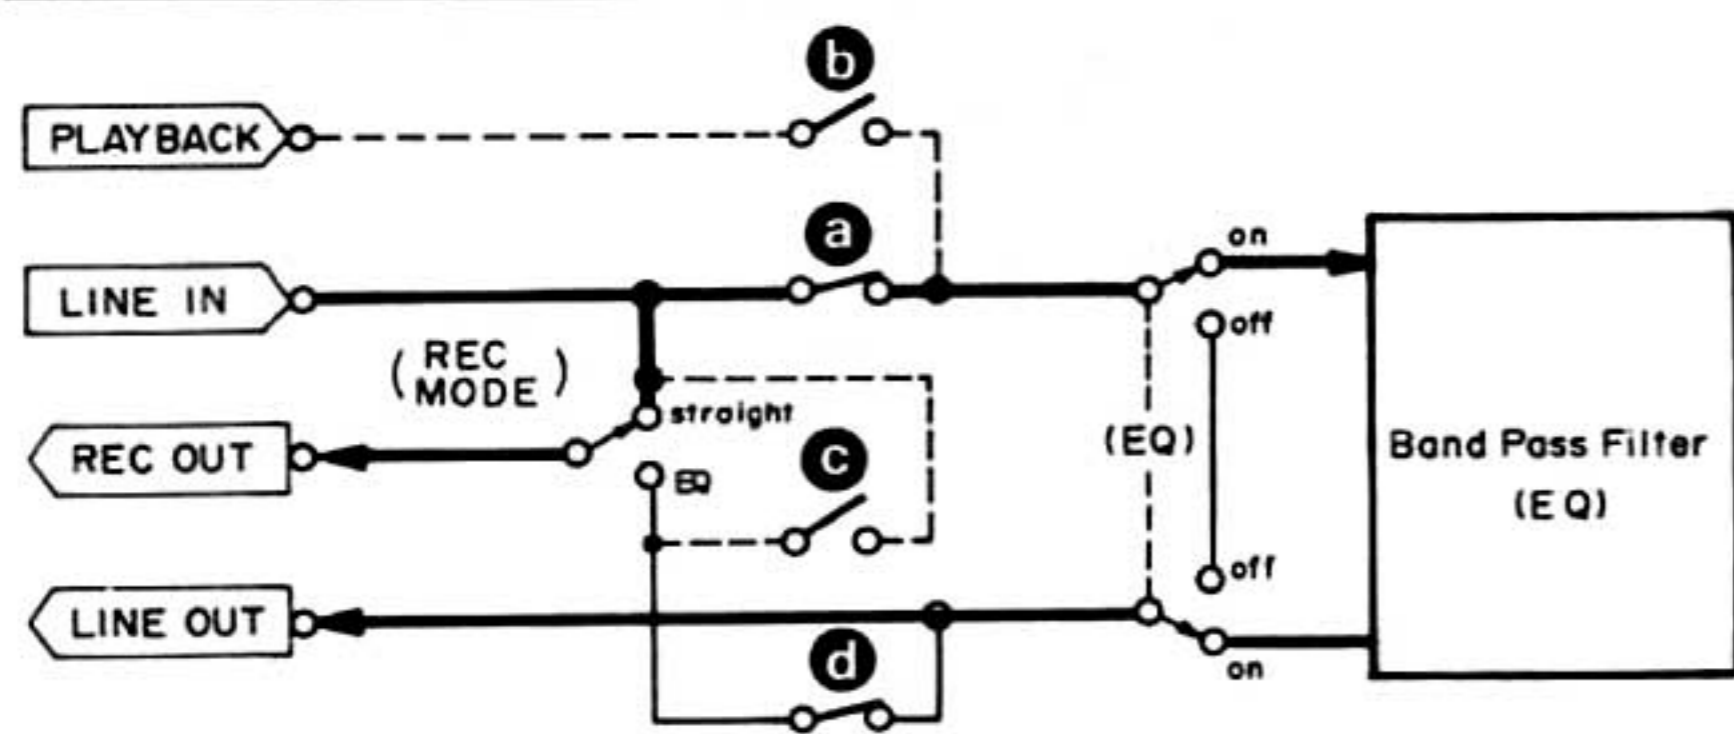 b
PLAYBACK
a
on
LINE IN
off
(REC MODE)
straight
(EQ)
Band Pass Filter
(EQ)
REC OUT
c
EQ
off
LINE OUT
d
on